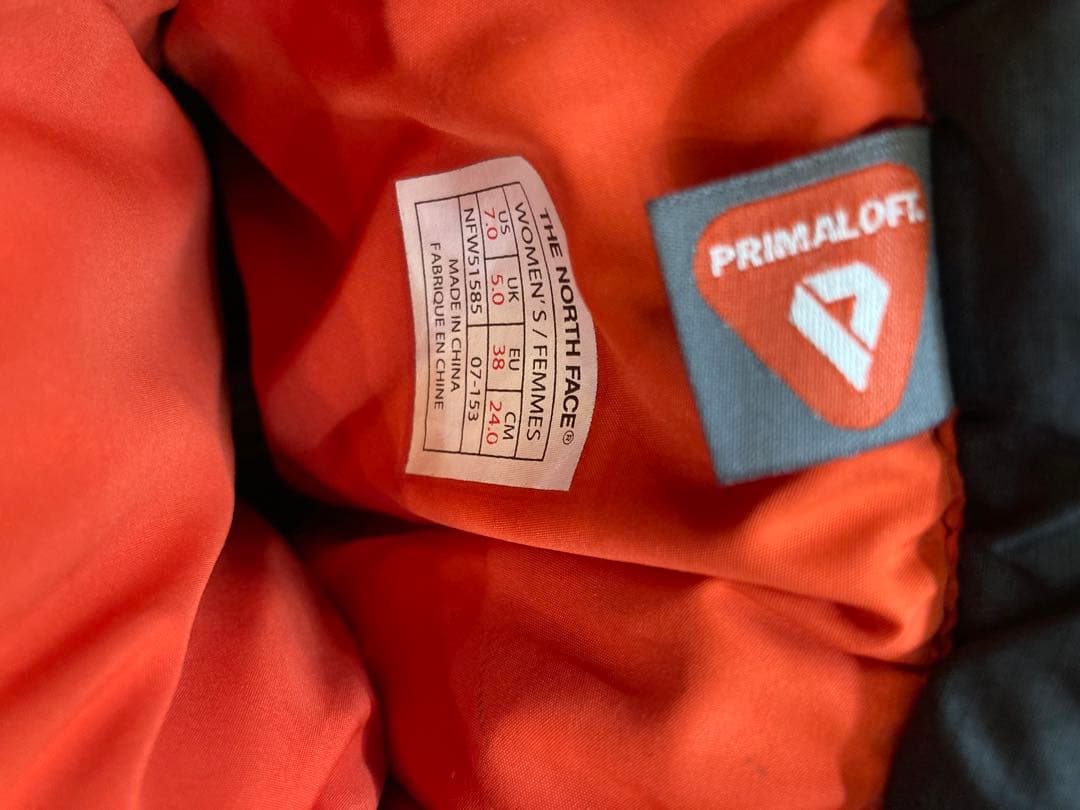 THE NORTH FACE®
WOMEN'S / FEMMES
US UK EU CM
7.0 5.0 38 24.0
NFW51585 07-153
MADE IN CHINA
FABRIQUE EN CHINE
PRIMALOFT.